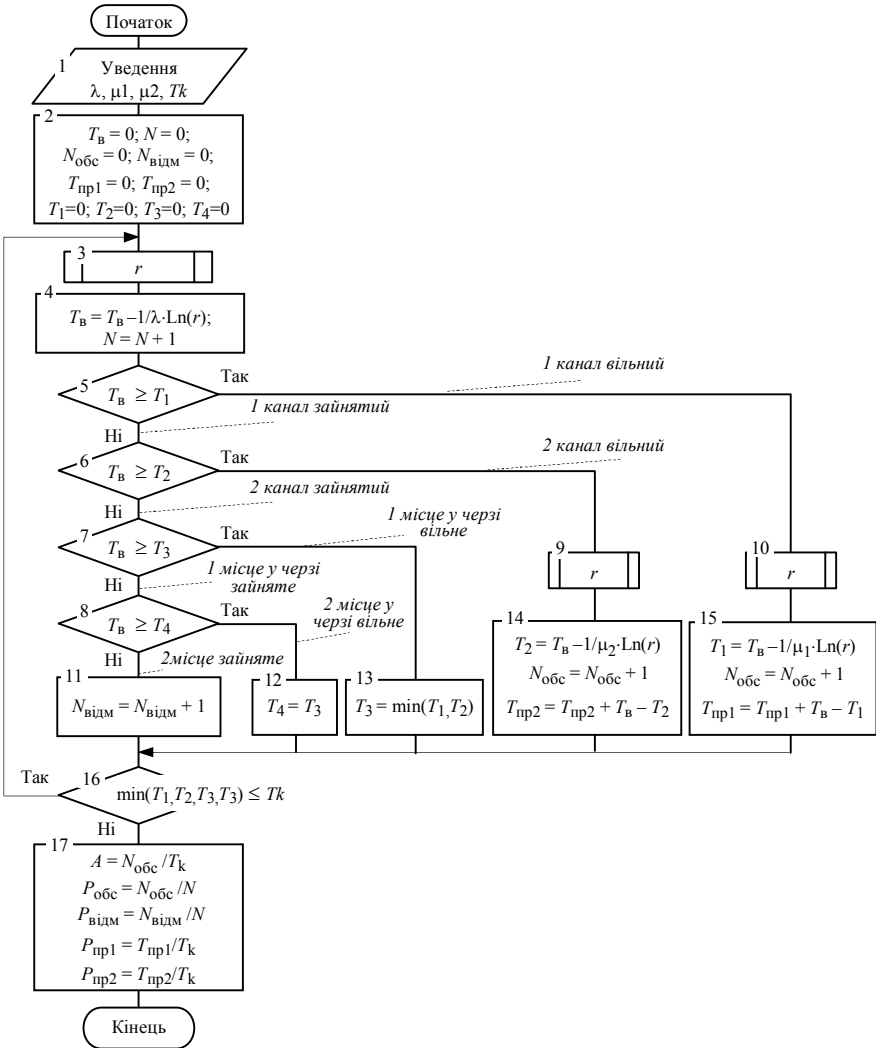 Початок
1
Уведення
λ, μ1, μ2, Tk
2
Tв = 0; N = 0;
Nобс = 0; Nвідм = 0;
Tпр1 = 0; Tпр2 = 0;
T1=0; T2=0; T3=0; T4=0
3
r
4
Tв = Tв –1/λ·Ln(r);
N = N + 1
5
Tв ≥ T1
Так
1 канал вільний
Ні
1 канал зайнятий
6
Tв ≥ T2
Так
2 канал вільний
Ні
2 канал зайнятий
7
Tв ≥ T3
Так
1 місце у черзі
вільне
Ні
1 місце у черзі
зайняте
8
Tв ≥ T4
Так
2 місце у
черзі вільне
Ні
2місце зайняте
9
r
10
r
11
Nвідм = Nвідм + 1
12
T4 = T3
13
T3 = min(T1,T2)
14
T2 = Tв –1/μ2·Ln(r)
Nобс = Nобс + 1
Tпр2 = Tпр2 + Tв – T2
15
T1 = Tв –1/μ1·Ln(r)
Nобс = Nобс + 1
Tпр1 = Tпр1 + Tв – T1
16
Так
min(T1,T2,T3,T3) ≤ Tk
Ні
17
A = Nобс /Tk
Pобс = Nобс /N
Pвідм = Nвідм /N
Pпр1 = Tпр1/Tk
Pпр2 = Tпр2/Tk
Кінець